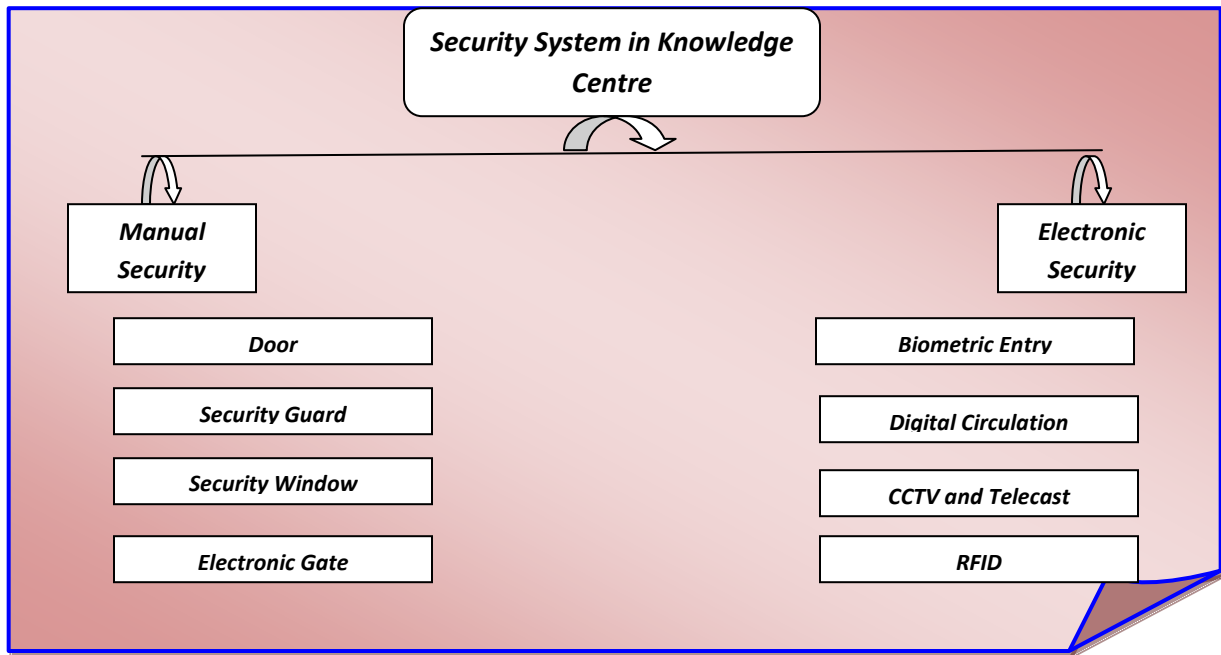 Security System in Knowledge
Centre
Manual
Security
Door
Security Guard
Security Window
Electronic Gate
Electronic
Security
Biometric Entry
Digital Circulation
CCTV and Telecast
RFID